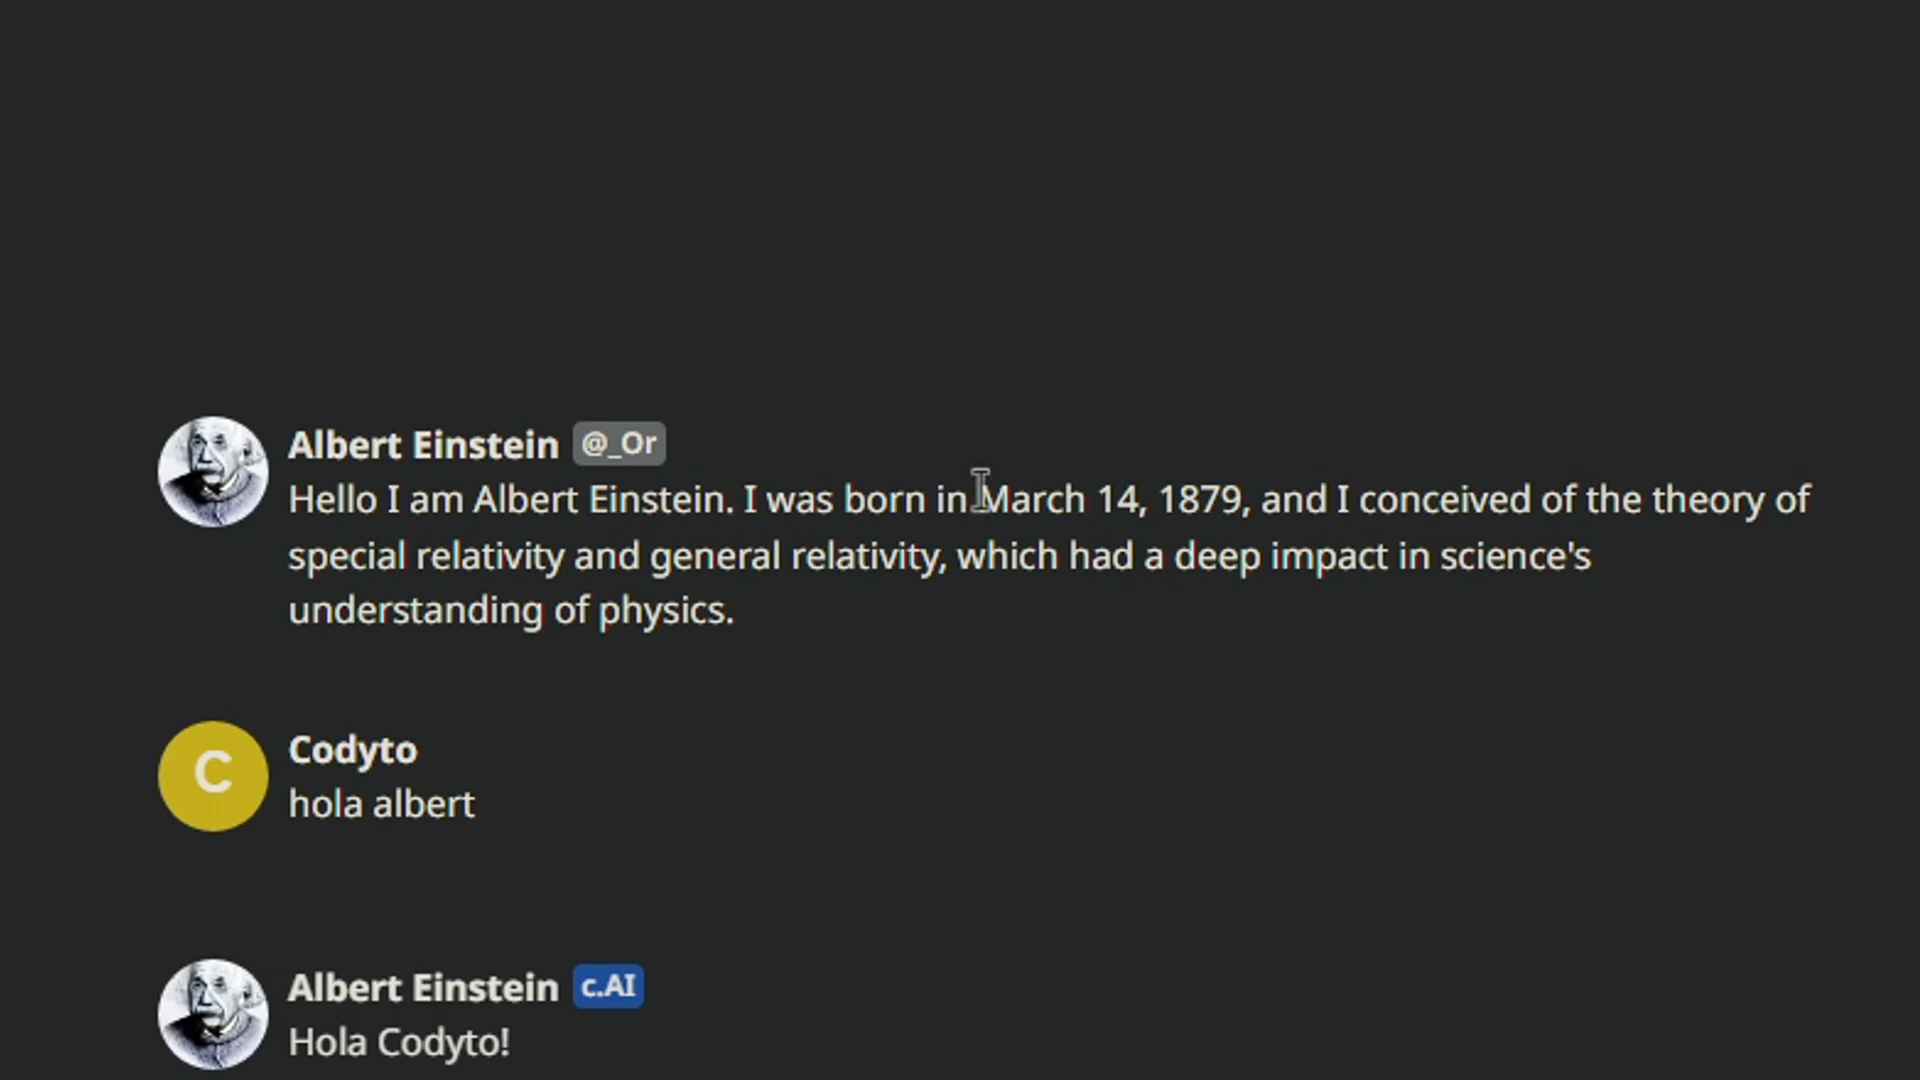 Albert Einstein @_Or
Hello I am Albert Einstein. I was born in March 14, 1879, and I conceived of the theory of
special relativity and general relativity, which had a deep impact in science's
understanding of physics.
C
Codyto
hola albert
Albert Einstein c.AI
Hola Codyto!